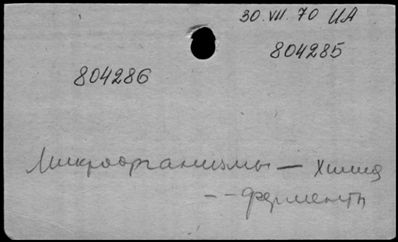 30.VII.70 ИА
804285
804286
Микроорганизмы — химия
-- ферменты